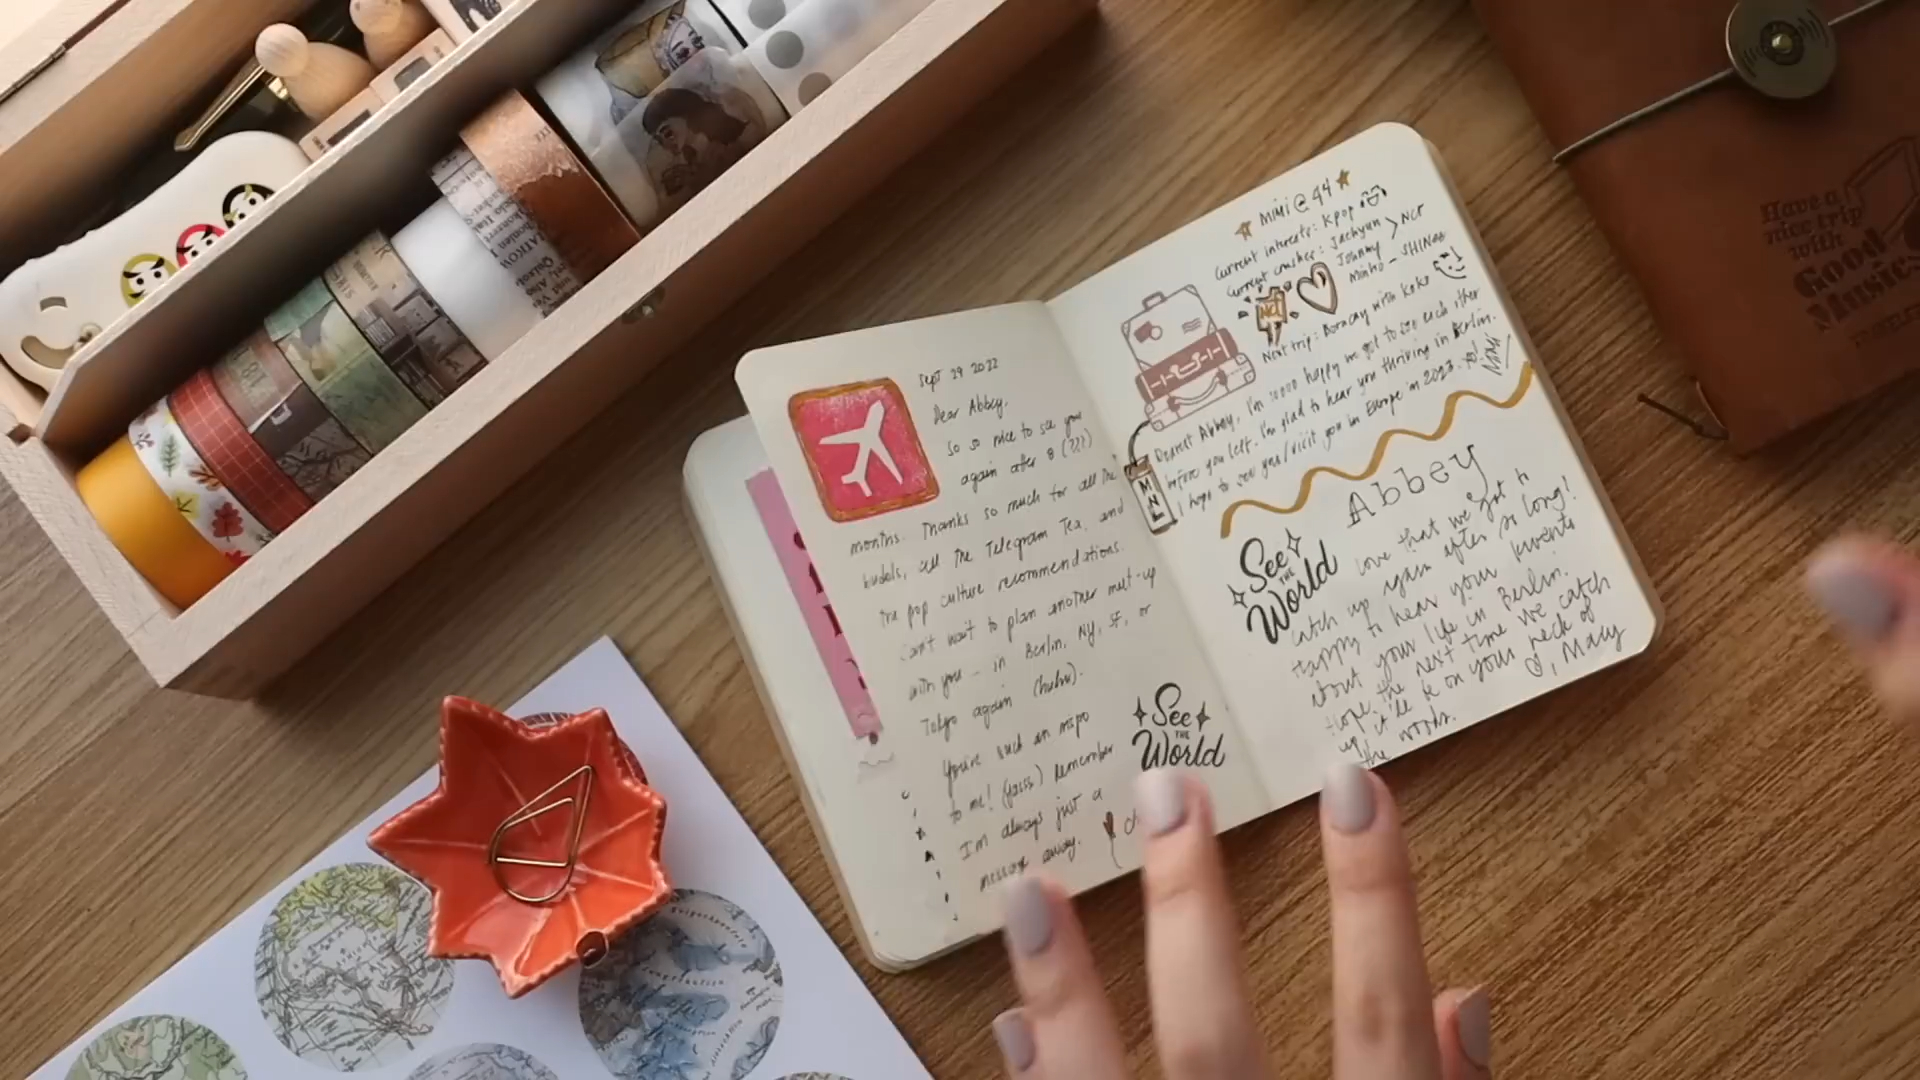 Sept 29 2022
Dear Abbey,
So so nice to see you
again after 8 (???)
months. Thanks so much for all the
budols, all the Telegram Tea, and
the pop culture recommendations.
Can't wait to plan another meet-up
with you — in Berlin, NY, SF, or
Tokyo again (huhu).
You're such an inspo
to me! (yasss) Remember
I'm always just a
message away.
See
THE
World
MiMi @ 44
Current interests: Kpop
Current crushes: Jaehyun
Johnny > NCT
Minho - SHINee
NCT
Next trip: Boracay with Koko
Dearest Abbey, I'm soooo happy we got to see each other
before you left. I'm glad to hear you thriving in Berlin.
I hope to see you/visit you in Europe in 2023. xo!
MNL
Abbey
Love that we got to
catch up again after so long!
Happy to hear your kwento
about your life in Berlin.
Hope the next time we catch
up it'll be on your neck of
the woods.
Macy
See
THE
World
Have a
nice trip
with
Good
Music